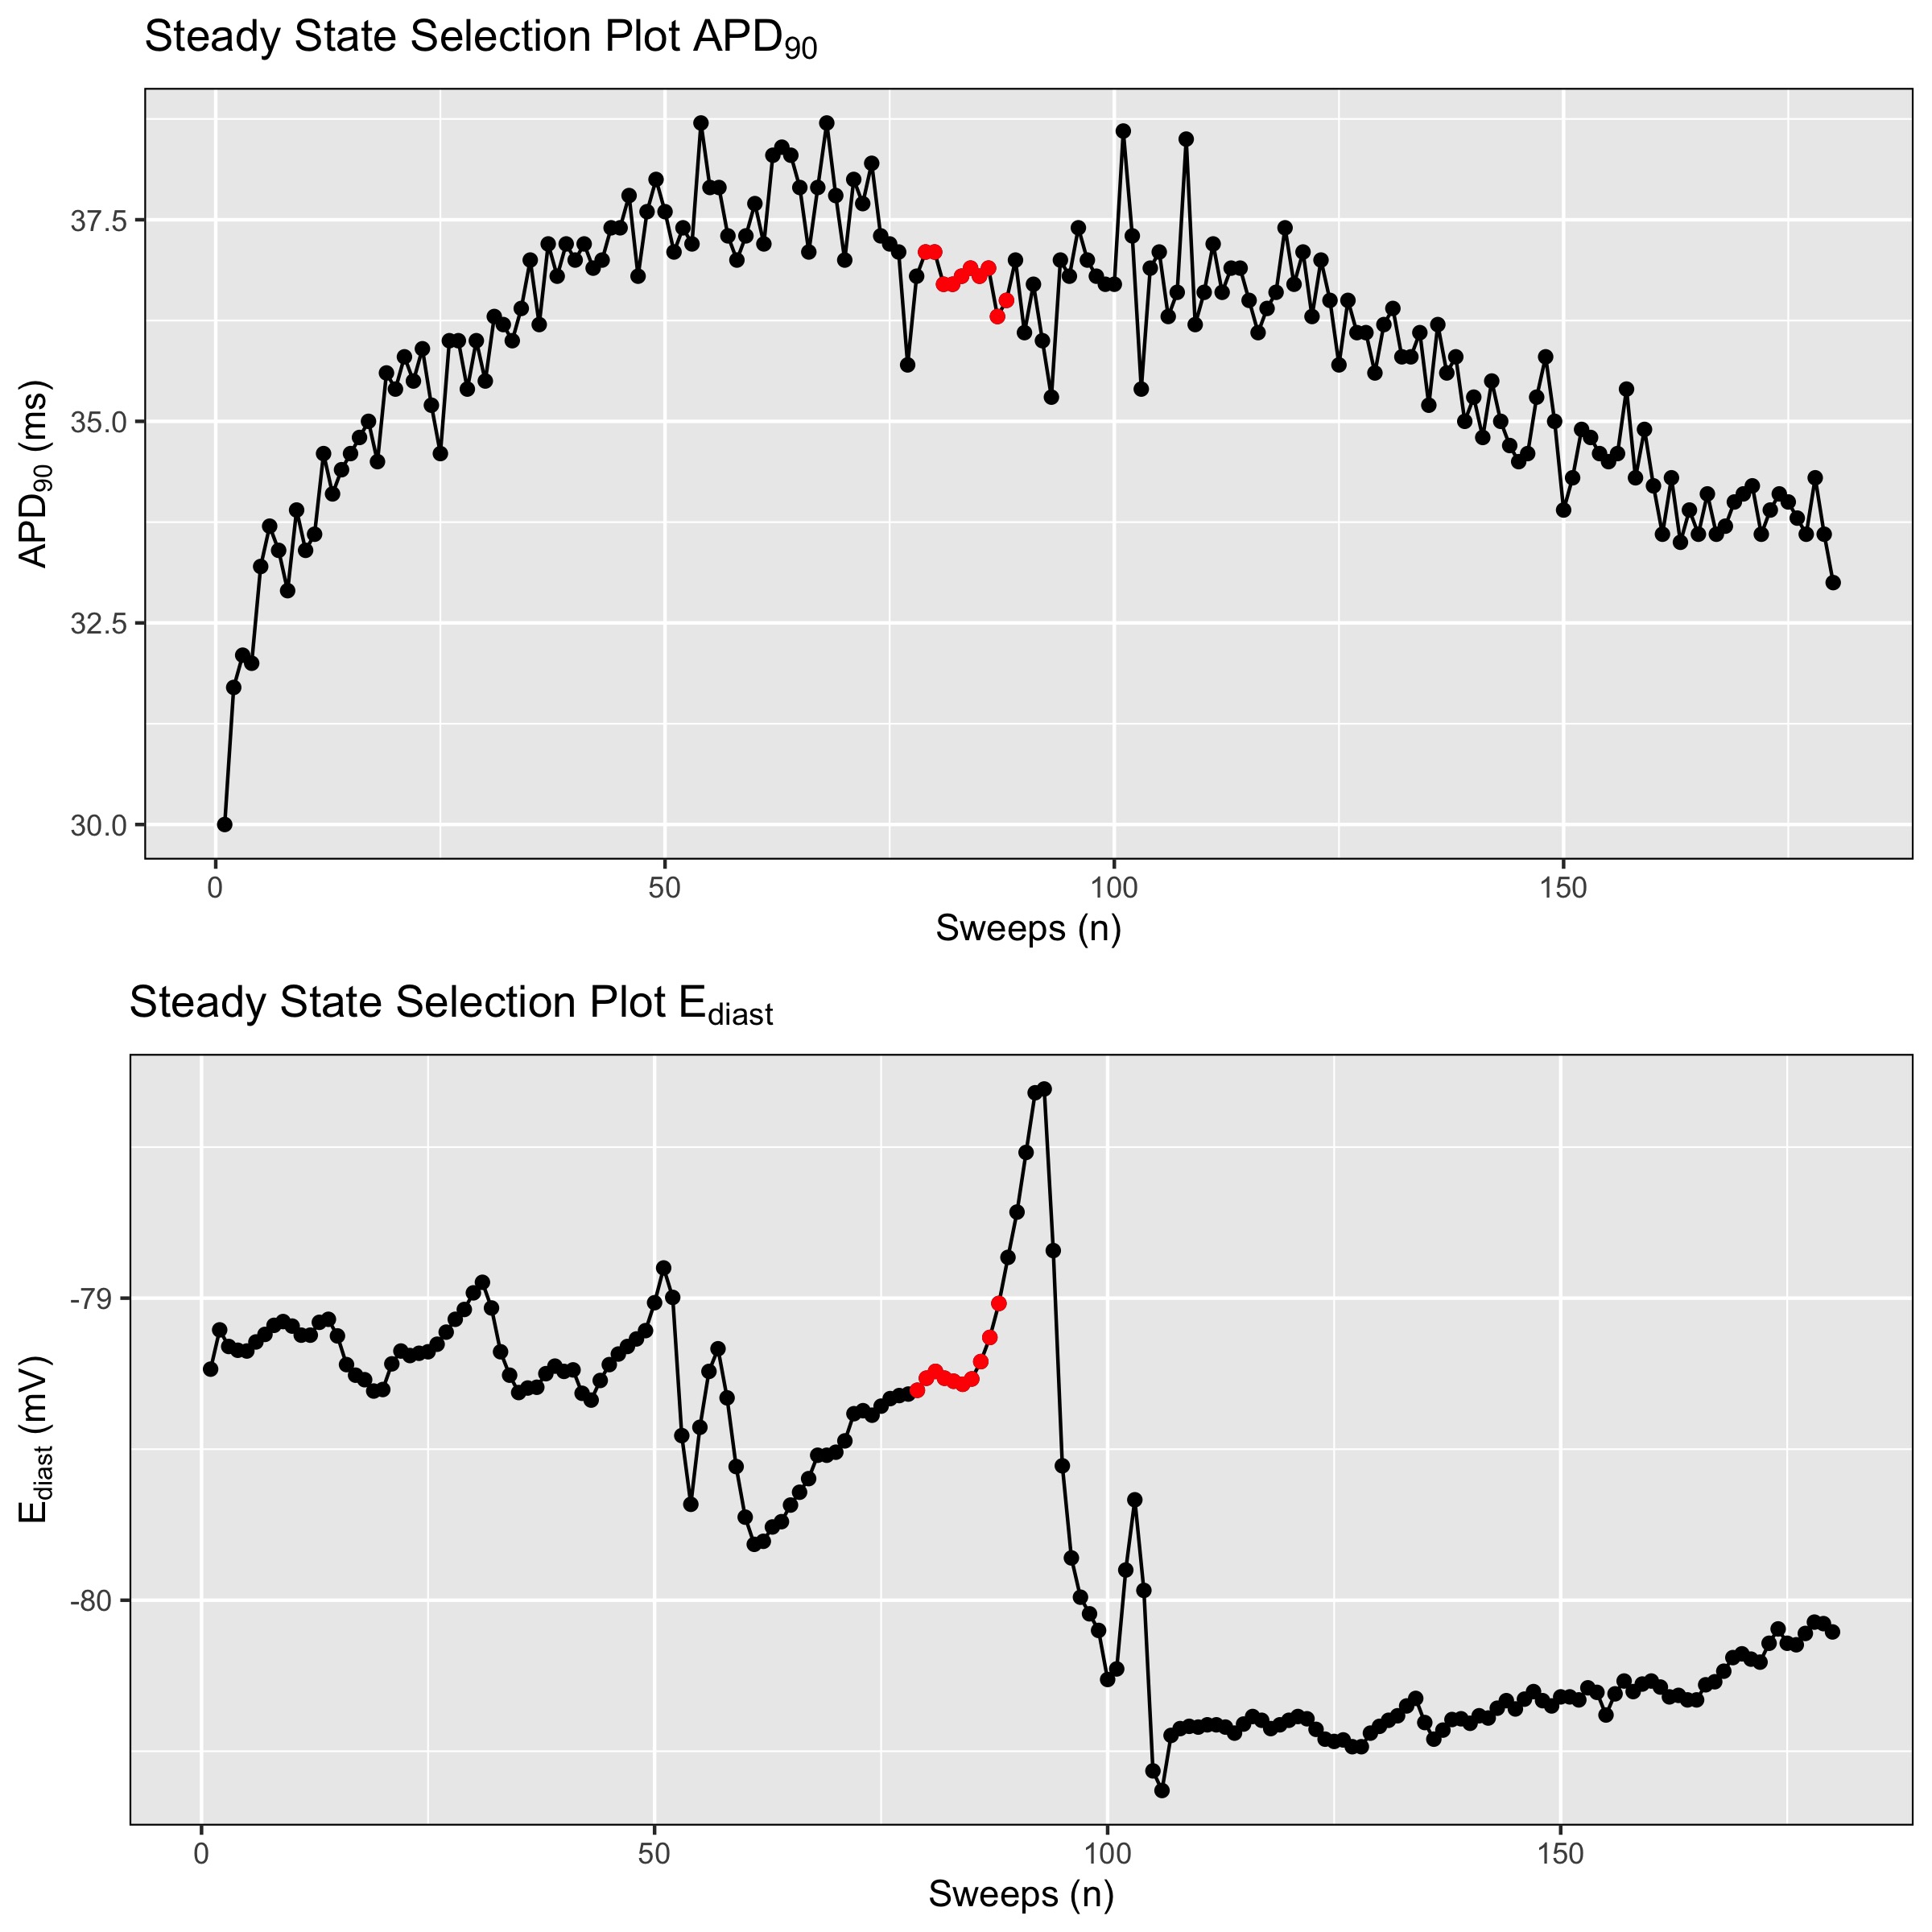 Steady State Selection Plot APD90
37.5
35.0
32.5
30.0
APD90 (ms)
0 50 100 150
Sweeps (n)
Steady State Selection Plot Ediast
-79
-80
Ediast (mV)
0 50 100 150
Sweeps (n)